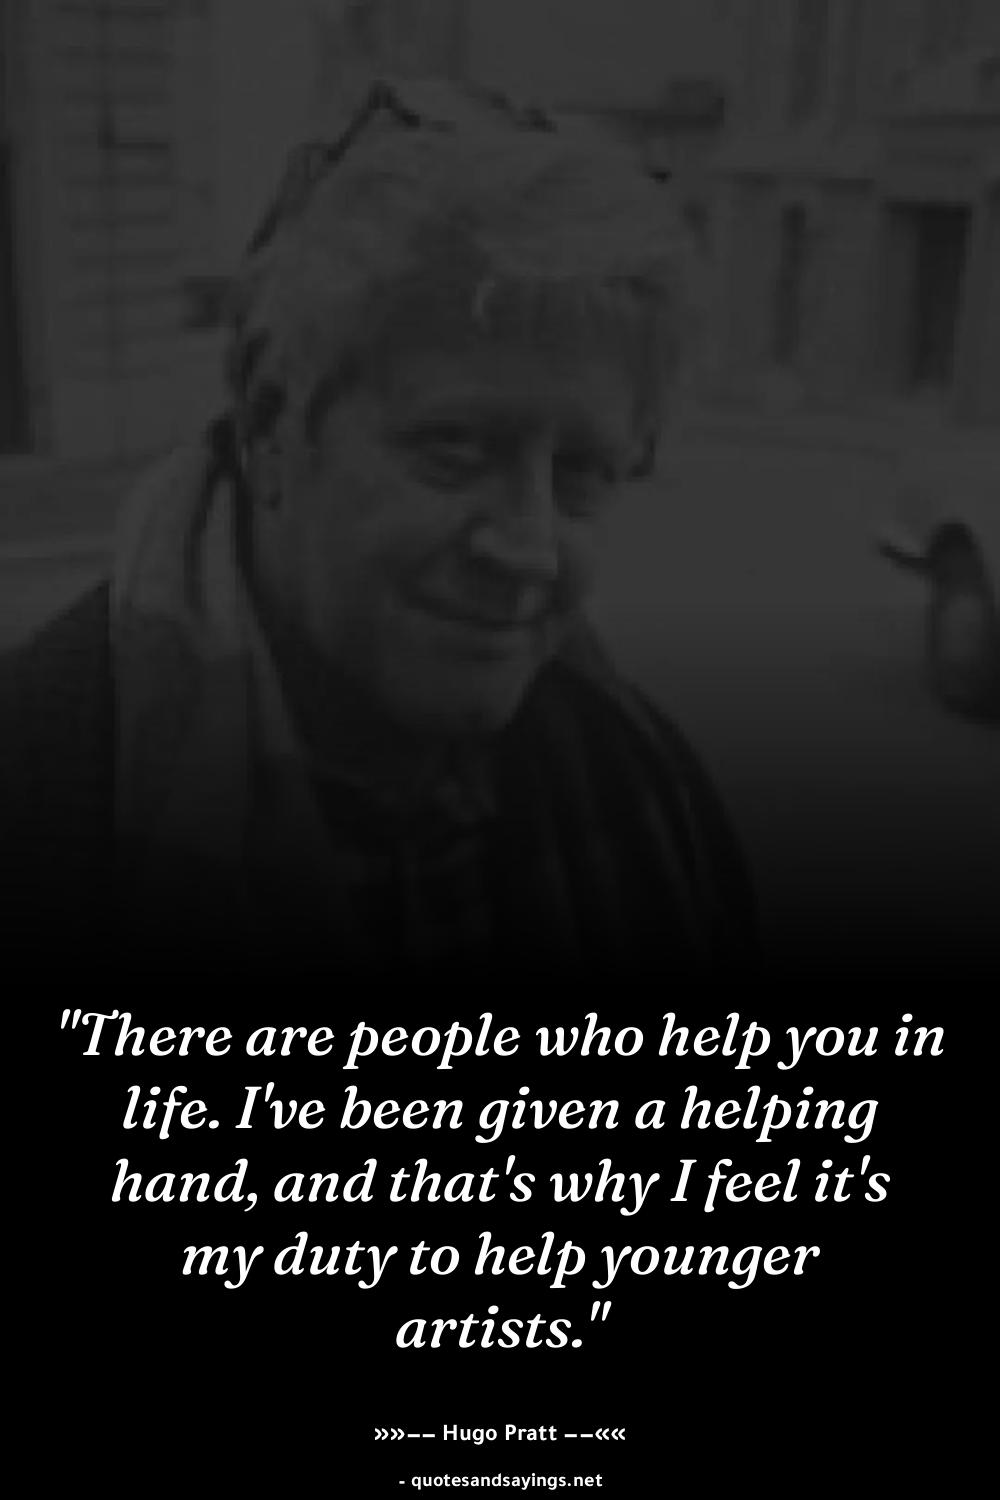 "There are people who help you in
life. I've been given a helping
hand, and that's why I feel it's
my duty to help younger
artists."
»»–– Hugo Pratt ––««
- quotesandsayings.net